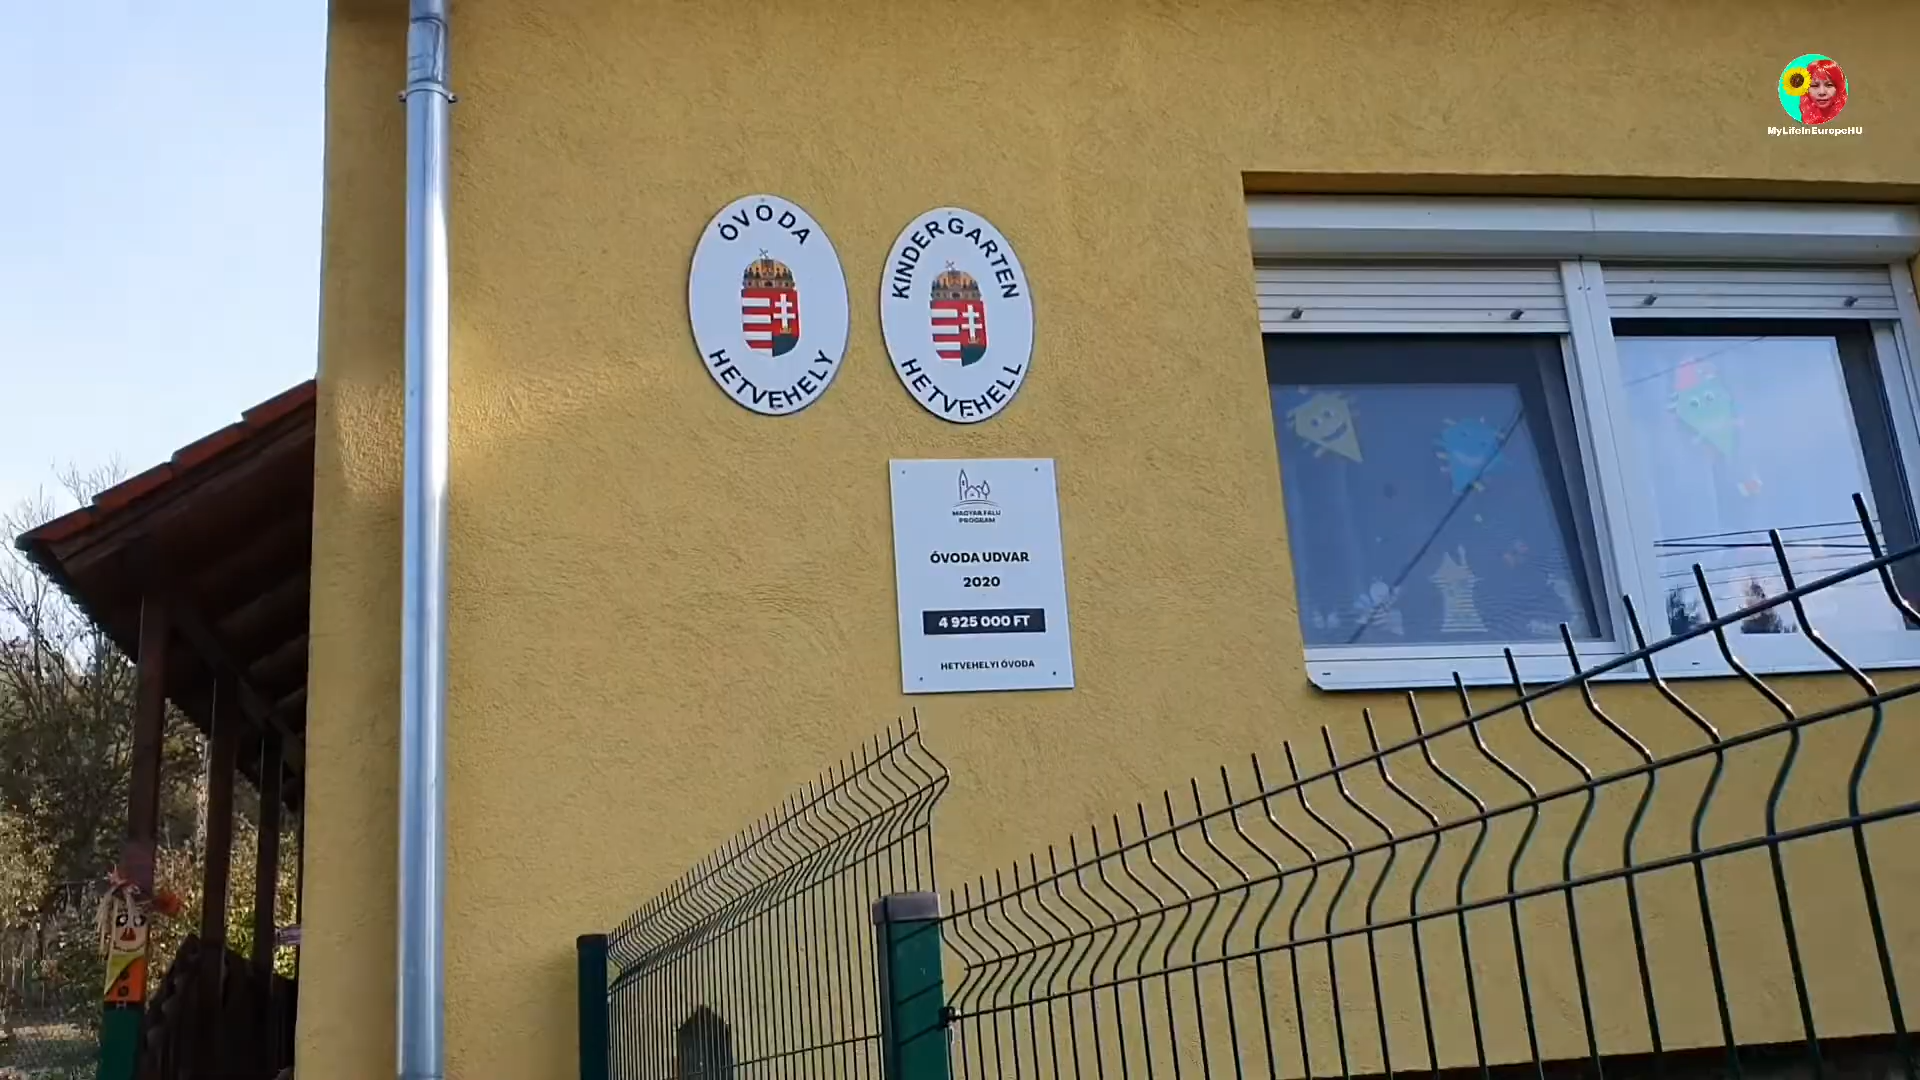 MyLifeInEuropeHU
ÓVODA
HETVEHELY
KINDERGARTEN
HETVEHELL
MAGYAR FALU
PROGRAM
ÓVODA UDVAR
2020
4 925 000 FT
HETVEHELYI ÓVODA